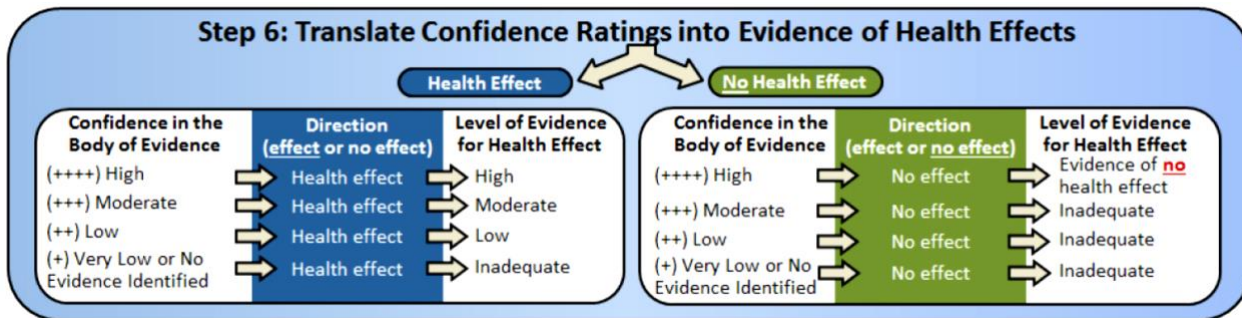 Step 6: Translate Confidence Ratings into Evidence of Health Effects
Health Effect
Confidence in the
Body of Evidence
Direction
(effect or no effect)
Level of Evidence
for Health Effect
(++++) High
Health effect
High
(+++) Moderate
Health effect
Moderate
(++) Low
Health effect
Low
(+) Very Low or No
Evidence Identified
Health effect
Inadequate
No Health Effect
Confidence in the
Body of Evidence
Direction
(effect or no effect)
Level of Evidence
for Health Effect
(++++) High
No effect
Evidence of no
health effect
(+++) Moderate
No effect
Inadequate
(++) Low
No effect
Inadequate
(+) Very Low or No
Evidence Identified
No effect
Inadequate